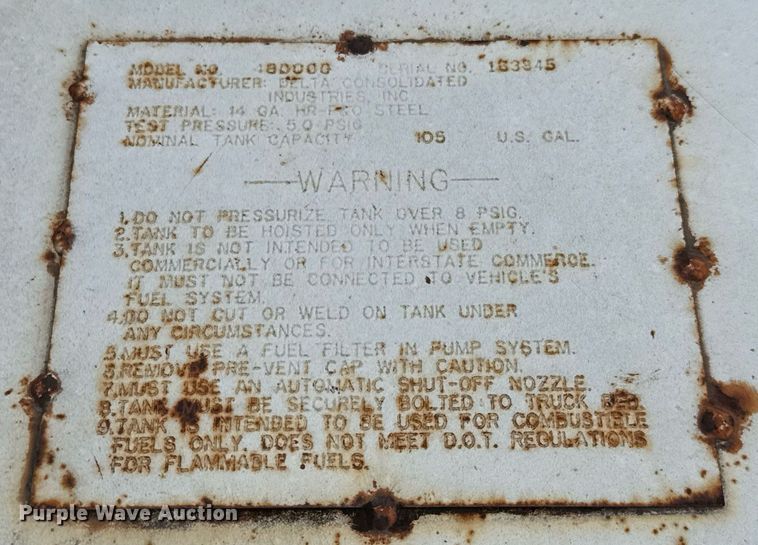 MODEL NO. 480000 SERIAL NO. 153345
MANUFACTURER: DELTA CONSOLIDATED
INDUSTRIES, INC.
MATERIAL: 14 GA. HR-P&O STEEL
TEST PRESSURE: 5.0 PSIG
NOMINAL TANK CAPACITY 105 U.S. GAL.
WARNING
1. DO NOT PRESSURIZE TANK OVER 8 PSIG.
2. TANK TO BE HOISTED ONLY WHEN EMPTY.
3. TANK IS NOT INTENDED TO BE USED
COMMERCIALLY OR FOR INTERSTATE COMMERCE.
IT MUST NOT BE CONNECTED TO VEHICLE'S
FUEL SYSTEM.
4. DO NOT CUT OR WELD ON TANK UNDER
ANY CIRCUMSTANCES.
5. MUST USE A FUEL FILTER IN PUMP SYSTEM.
6. REMOVE PRE-VENT CAP WITH CAUTION.
7. MUST USE AN AUTOMATIC SHUT-OFF NOZZLE.
8. TANK MUST BE SECURELY BOLTED TO TRUCK BED.
9. TANK IS INTENDED TO BE USED FOR COMBUSTIBLE
FUELS ONLY. DOES NOT MEET D.O.T. REGULATIONS
FOR FLAMMABLE FUELS.
Purple Wave Auction